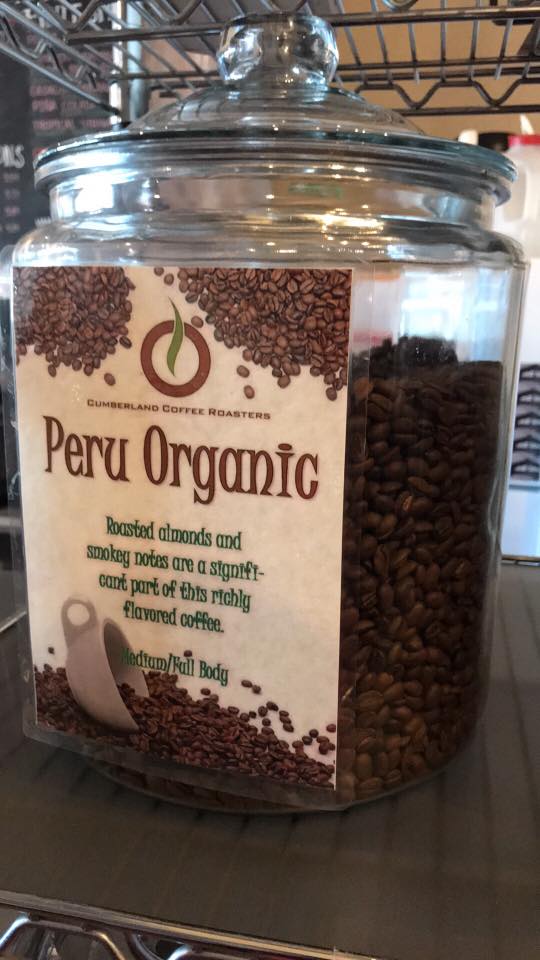 Cumberland Coffee Roasters
Peru Organic
Roasted almonds and
smokey notes are a signifi-
cant part of this richly
flavored coffee.
Medium/Full Body